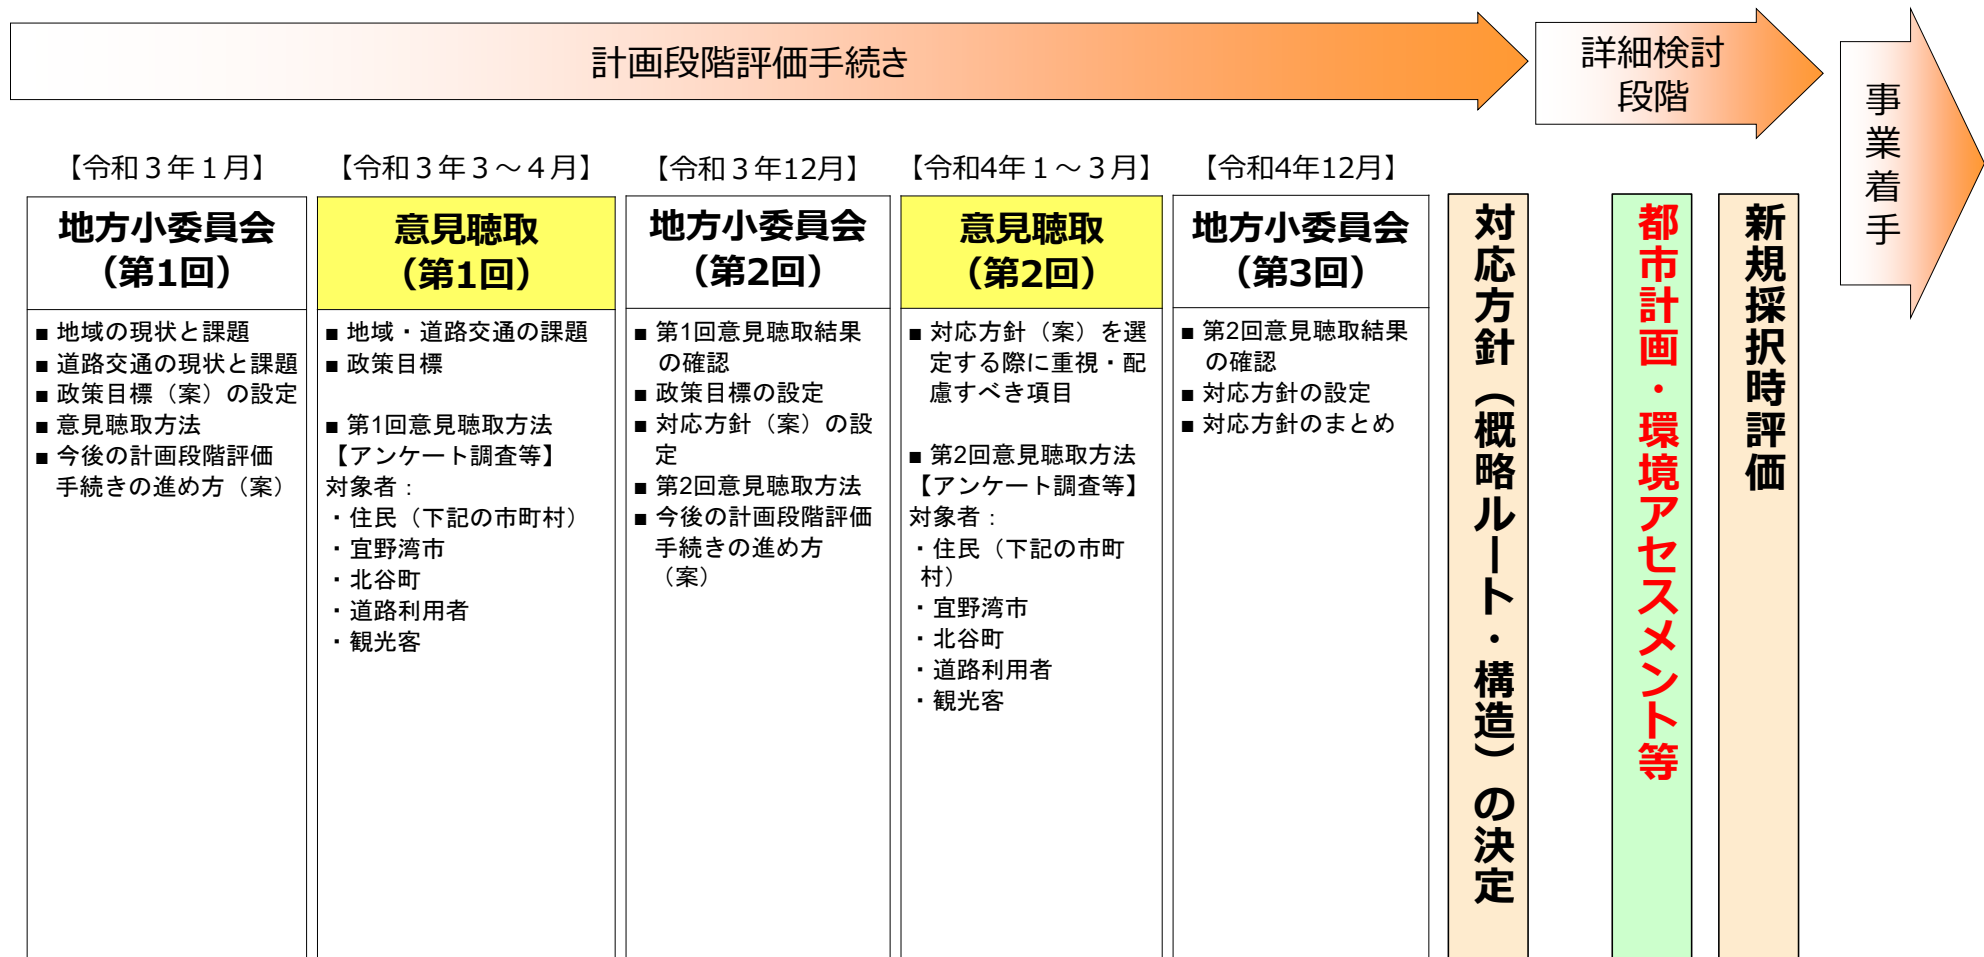 計画段階評価手続き
詳細検討
段階
事業着手
【令和３年１月】
地方小委員会
（第1回）
■ 地域の現状と課題
■ 道路交通の現状と課題
■ 政策目標（案）の設定
■ 意見聴取方法
■ 今後の計画段階評価
手続きの進め方（案）
【令和３年３～４月】
意見聴取
（第1回）
■ 地域・道路交通の課題
■ 政策目標
■ 第1回意見聴取方法
【アンケート調査等】
対象者：
・住民（下記の市町村）
・宜野湾市
・北谷町
・道路利用者
・観光客
【令和３年12月】
地方小委員会
（第2回）
■ 第1回意見聴取結果
の確認
■ 政策目標の設定
■ 対応方針（案）の設
定
■ 第2回意見聴取方法
■ 今後の計画段階評価
手続きの進め方
（案）
【令和4年１～３月】
意見聴取
（第2回）
■ 対応方針（案）を選
定する際に重視・配
慮すべき項目
■ 第2回意見聴取方法
【アンケート調査等】
対象者：
・住民（下記の市町
村）
・宜野湾市
・北谷町
・道路利用者
・観光客
【令和4年12月】
地方小委員会
（第3回）
■ 第2回意見聴取結果
の確認
■ 対応方針の設定
■ 対応方針のまとめ
対応方針（概略ルート・構造）の決定
都市計画・環境アセスメント等
新規採択時評価